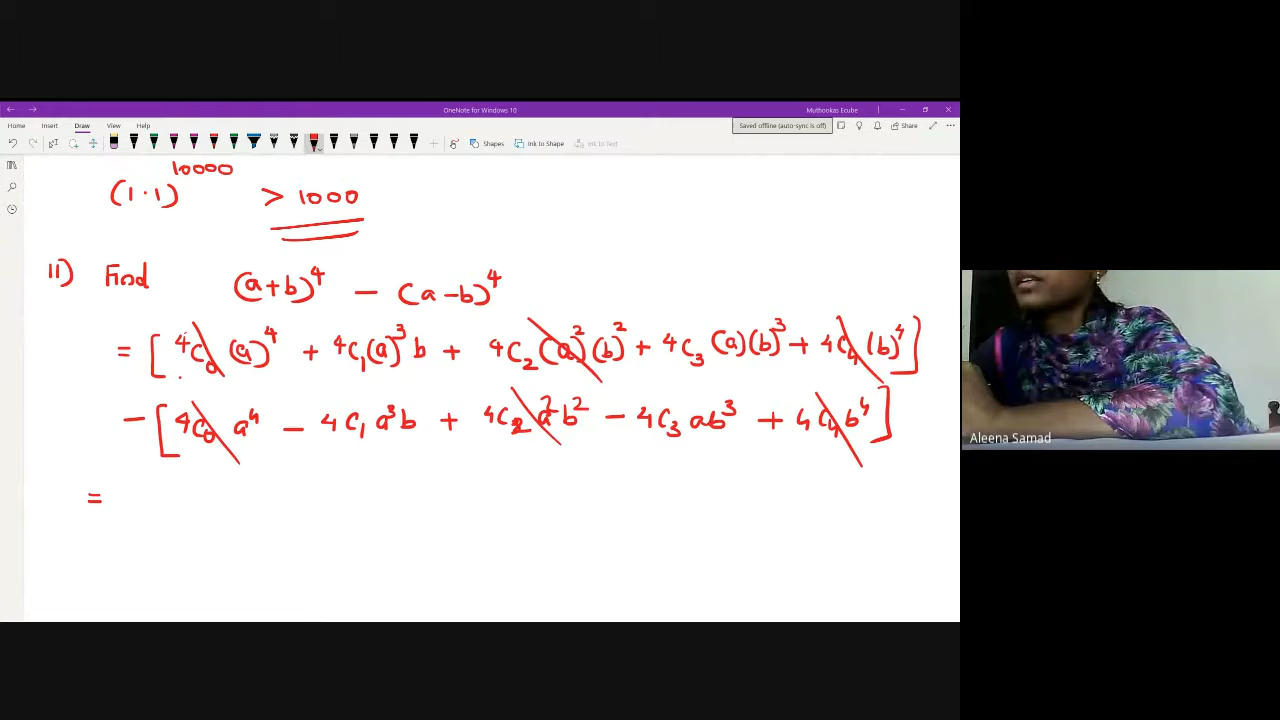 OneNote for Windows 10
Muthookas Ecube
Home Insert Draw View Help
Saved offline (auto-sync is off)
Share
Shapes Ink to Shape Ink to Text
(1·1)^10000 > 1000
11) Find (a+b)^4 - (a-b)^4
= [4C₀(a)^4 + 4C₁(a)^3 b + 4C₂(a)^2(b)^2 + 4C₃(a)(b)^3 + 4C₄(b)^4]
- [4C₀ a^4 - 4C₁ a^3 b + 4C₂ a^2 b^2 - 4C₃ ab^3 + 4C₄ b^4]
=
Aleena Samad